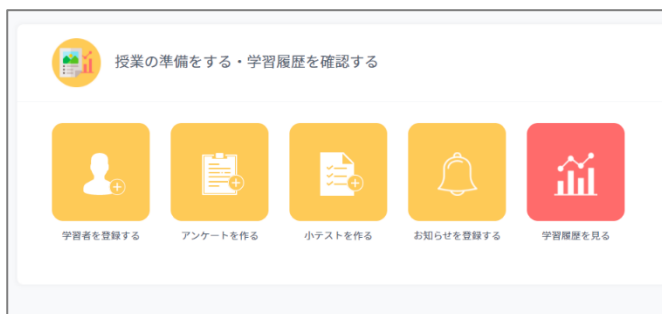 授業の準備をする・学習履歴を確認する
学習者を登録する
アンケートを作る
小テストを作る
お知らせを登録する
学習履歴を見る